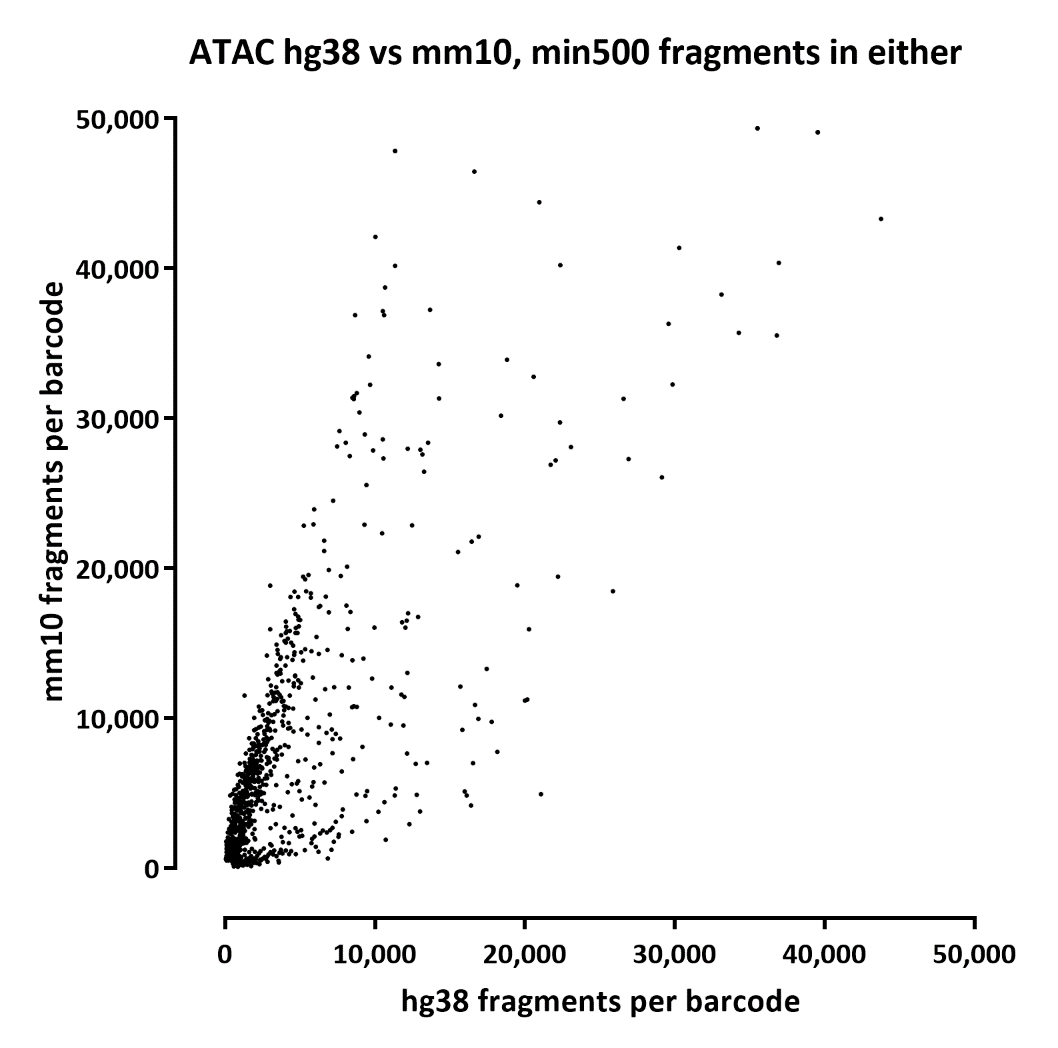 ATAC hg38 vs mm10, min500 fragments in either
mm10 fragments per barcode
50,000
40,000
30,000
20,000
10,000
0
0 10,000 20,000 30,000 40,000 50,000
hg38 fragments per barcode